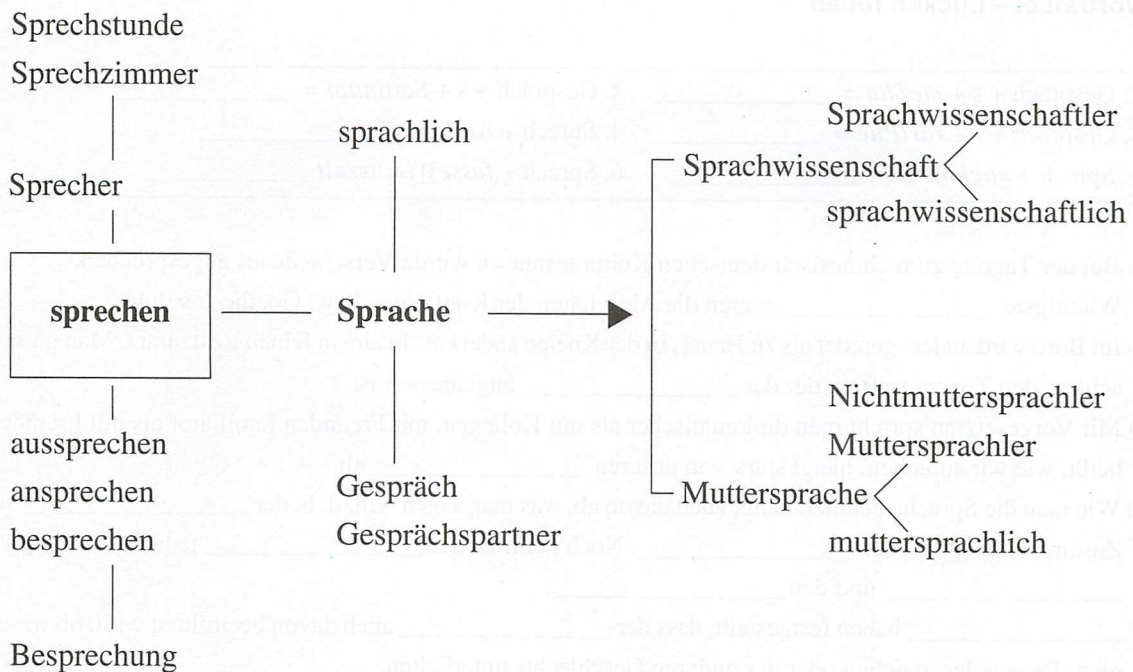 Sprechstunde
Sprechzimmer
Sprecher
sprechen
aussprechen
ansprechen
besprechen
Besprechung
sprachlich
Sprache
Gespräch
Gesprächspartner
Sprachwissenschaft
Sprachwissenschaftler
sprachwissenschaftlich
Muttersprache
Nichtmuttersprachler
Muttersprachler
muttersprachlich